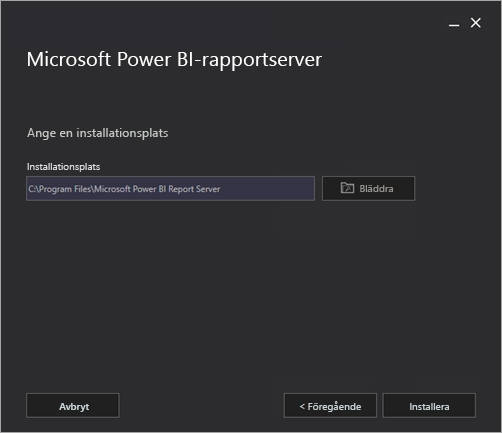 Microsoft Power BI-rapportserver
Ange en installationsplats
Installationsplats
C:\Program Files\Microsoft Power BI Report Server
Bläddra
Avbryt
< Föregående
Installera